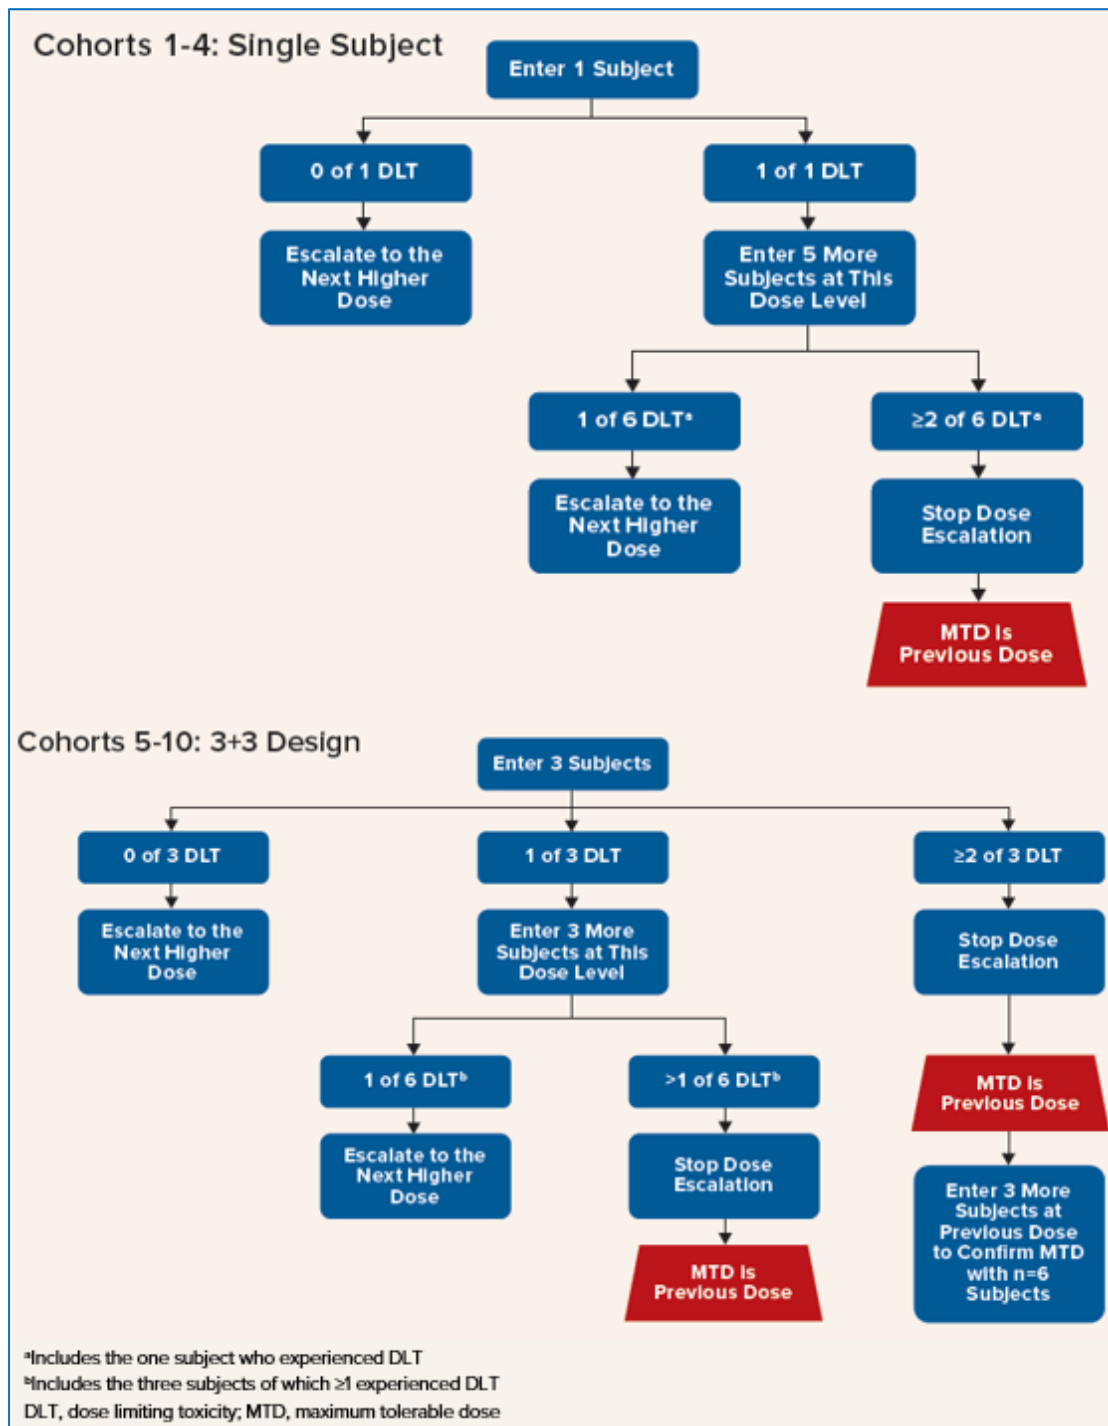 Cohorts 1-4: Single Subject
Enter 1 Subject
0 of 1 DLT
1 of 1 DLT
Escalate to the
Next Higher
Dose
Enter 5 More
Subjects at This
Dose Level
1 of 6 DLTᵃ
≥2 of 6 DLTᵃ
Escalate to the
Next Higher
Dose
Stop Dose
Escalation
MTD is
Previous Dose
Cohorts 5-10: 3+3 Design
Enter 3 Subjects
0 of 3 DLT
1 of 3 DLT
≥2 of 3 DLT
Escalate to the
Next Higher
Dose
Enter 3 More
Subjects at This
Dose Level
Stop Dose
Escalation
1 of 6 DLTᵇ
>1 of 6 DLTᵇ
MTD is
Previous Dose
Escalate to the
Next Higher
Dose
Stop Dose
Escalation
Enter 3 More
Subjects at
Previous Dose
to Confirm MTD
with n=6
Subjects
MTD is
Previous Dose
ᵃIncludes the one subject who experienced DLT
ᵇIncludes the three subjects of which ≥1 experienced DLT
DLT, dose limiting toxicity; MTD, maximum tolerable dose